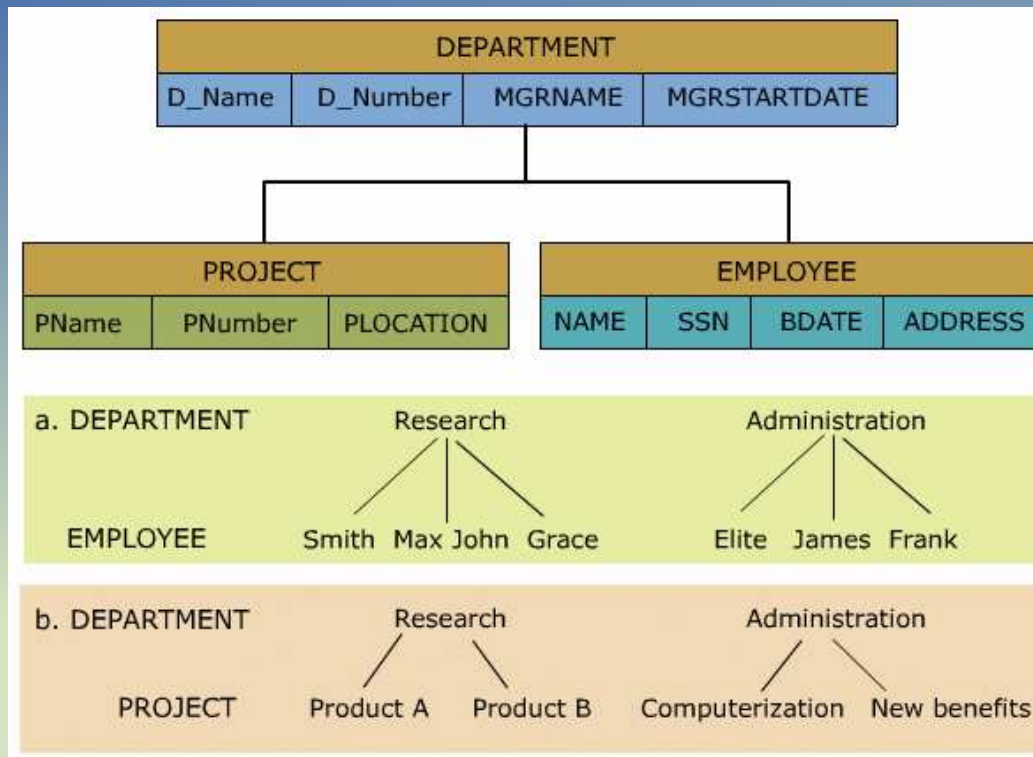 DEPARTMENT
D_Name D_Number MGRNAME MGRSTARTDATE
PROJECT EMPLOYEE
PName PNumber PLOCATION NAME SSN BDATE ADDRESS
a. DEPARTMENT Research Administration
EMPLOYEE Smith Max John Grace Elite James Frank
b. DEPARTMENT Research Administration
PROJECT Product A Product B Computerization New benefits